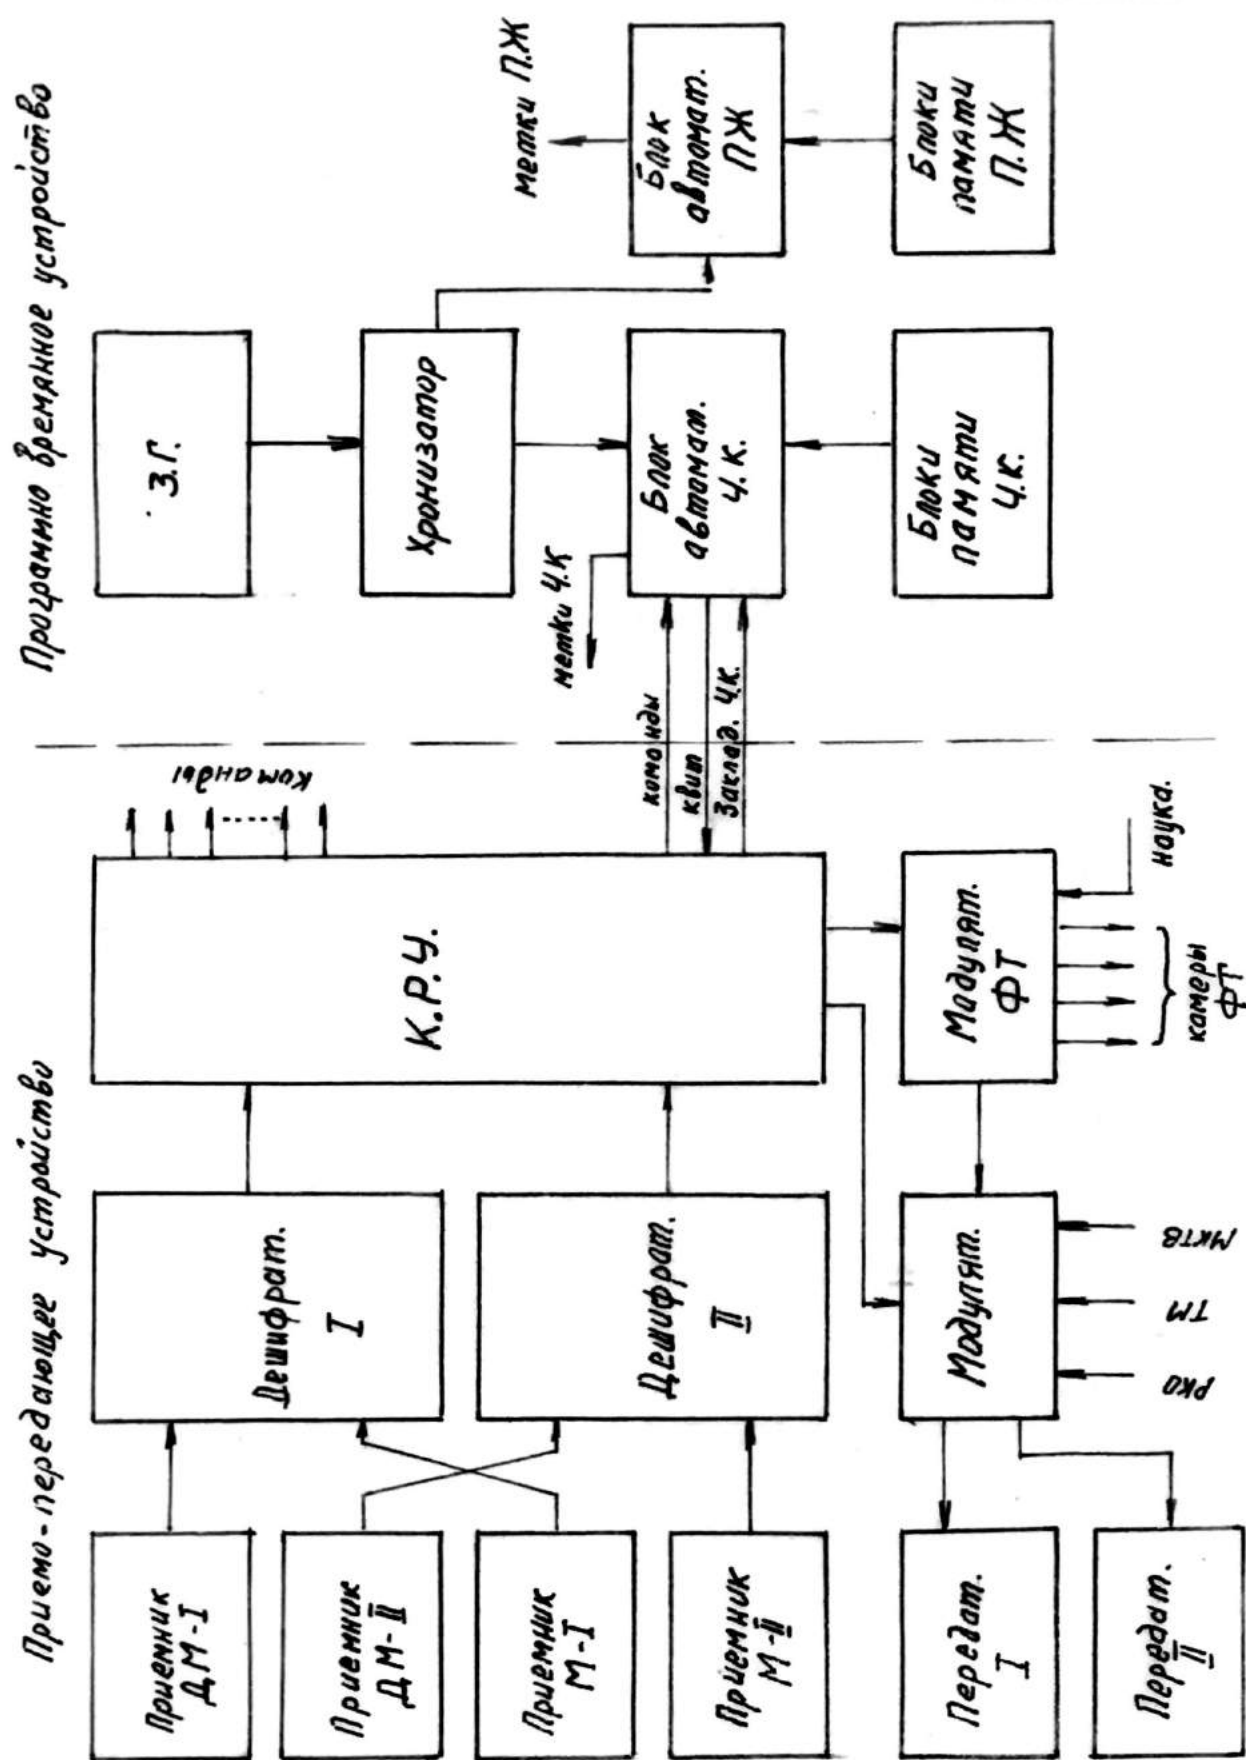 Приемо-передающее устройство
Программно времянное устройство
Приемник
ДМ-I
Приемник
ДМ-II
Приемник
М-I
Приемник
М-II
Дешифрат.
I
Дешифрат.
II
К.Р.У.
команды
команды
квит
Заклад. Ч.К.
З.Г.
Хронизатор
метки Ч.К
Блок
автомат.
Ч.К.
Блоки
памяти
Ч.К.
метки П.Ж
Блок
автомат.
ПЖ
Блоки
памяти
П.Ж
Передат.
I
Передат.
II
Модулят.
РКО
ТМ
МКТВ
Модулят.
ФТ
камеры
ФТ
наука.